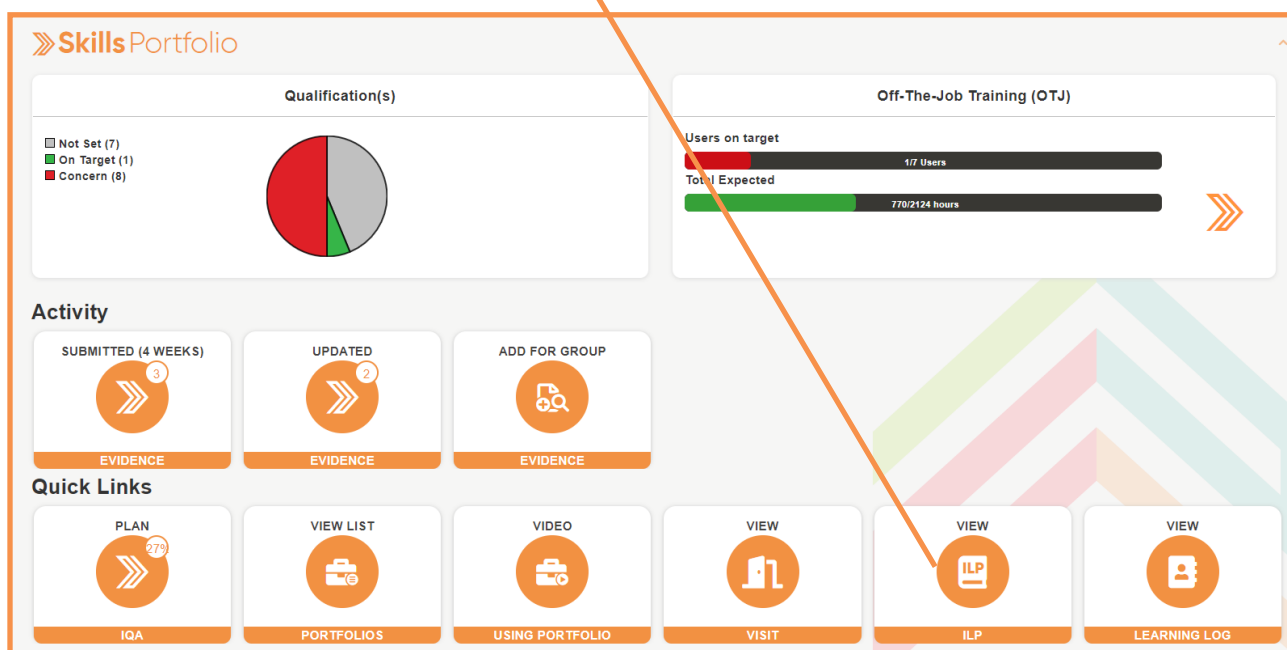 Skills Portfolio
Qualification(s)
Not Set (7)
On Target (1)
Concern (8)
Off-The-Job Training (OTJ)
Users on target
1/7 Users
Total Expected
770/2124 hours
Activity
SUBMITTED (4 WEEKS)
3
EVIDENCE
UPDATED
2
EVIDENCE
ADD FOR GROUP
EVIDENCE
Quick Links
PLAN
27%
IQA
VIEW LIST
PORTFOLIOS
VIDEO
USING PORTFOLIO
VIEW
VISIT
VIEW
ILP
ILP
VIEW
LEARNING LOG